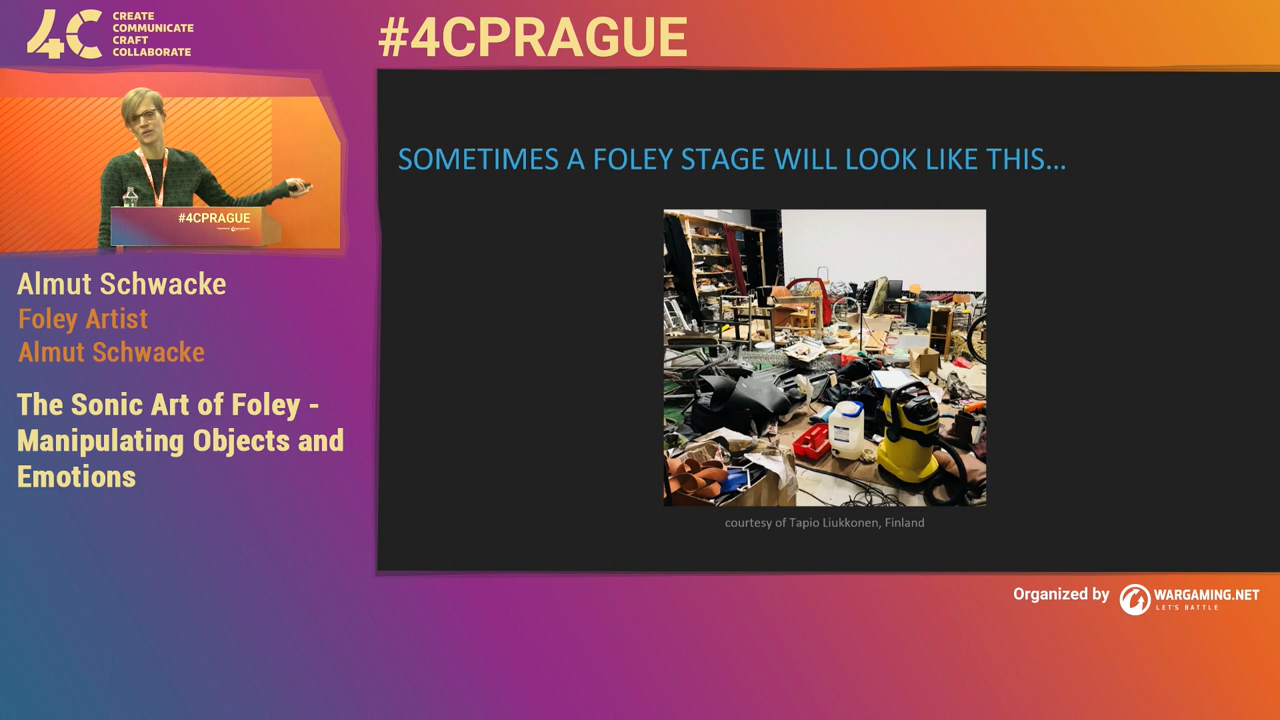 4C
CREATE
COMMUNICATE
CRAFT
COLLABORATE
#4CPRAGUE
#4CPRAGUE
Almut Schwacke
Foley Artist
Almut Schwacke
The Sonic Art of Foley -
Manipulating Objects and
Emotions
SOMETIMES A FOLEY STAGE WILL LOOK LIKE THIS...
courtesy of Tapio Liukkonen, Finland
Organized by
WARGAMING.NET
LET'S BATTLE